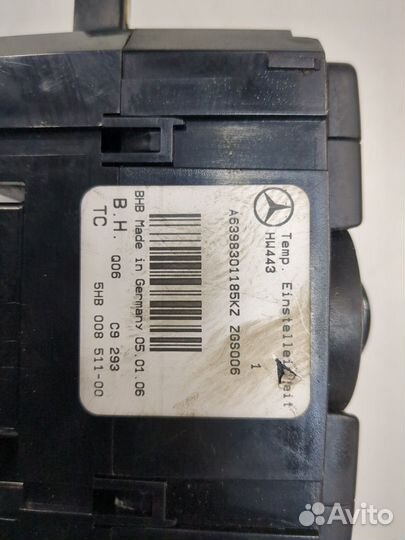 Temp. Einstelleinheit
HW443 1
A6398301185KZ ZGS006
BHB Made in Germany 05.01.06
B.H. Q06 C9 293
TC 5HB 008 511-00
Avito